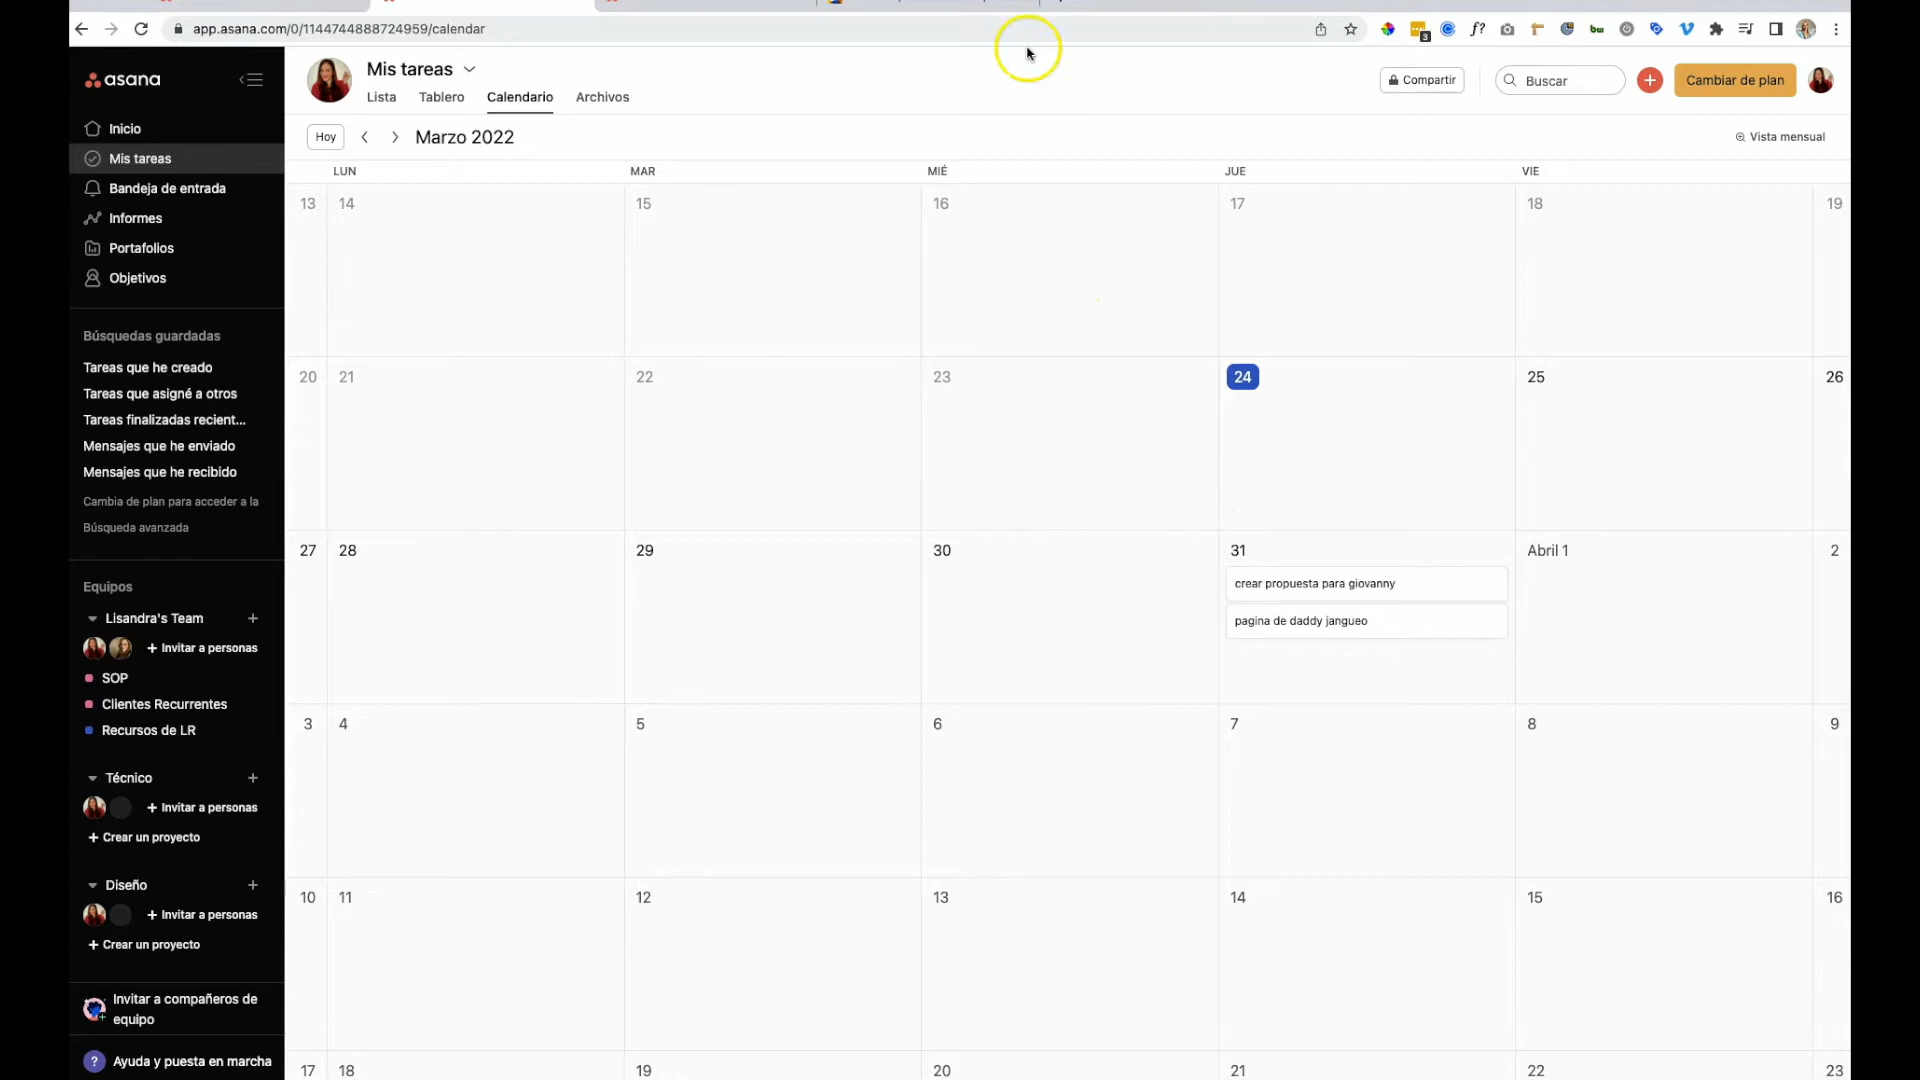 app.asana.com/0/1144744888724959/calendar
3
f?
bw
asana
Mis tareas
Lista Tablero Calendario Archivos
Compartir
Buscar
Cambiar de plan
Inicio
Mis tareas
Bandeja de entrada
Informes
Portafolios
Objetivos
Búsquedas guardadas
Tareas que he creado
Tareas que asigné a otros
Tareas finalizadas recient...
Mensajes que he enviado
Mensajes que he recibido
Cambia de plan para acceder a la
Búsqueda avanzada
Equipos
Lisandra's Team +
+ Invitar a personas
SOP
Clientes Recurrentes
Recursos de LR
Técnico +
+ Invitar a personas
+ Crear un proyecto
Diseño +
+ Invitar a personas
+ Crear un proyecto
Invitar a compañeros de
equipo
? Ayuda y puesta en marcha
Hoy < > Marzo 2022
Vista mensual
LUN MAR MIÉ JUE VIE
13 14 15 16 17 18 19
20 21 22 23 24 25 26
27 28 29 30 31 Abril 1 2
crear propuesta para giovanny
pagina de daddy jangueo
3 4 5 6 7 8 9
10 11 12 13 14 15 16
17 18 19 20 21 22 23